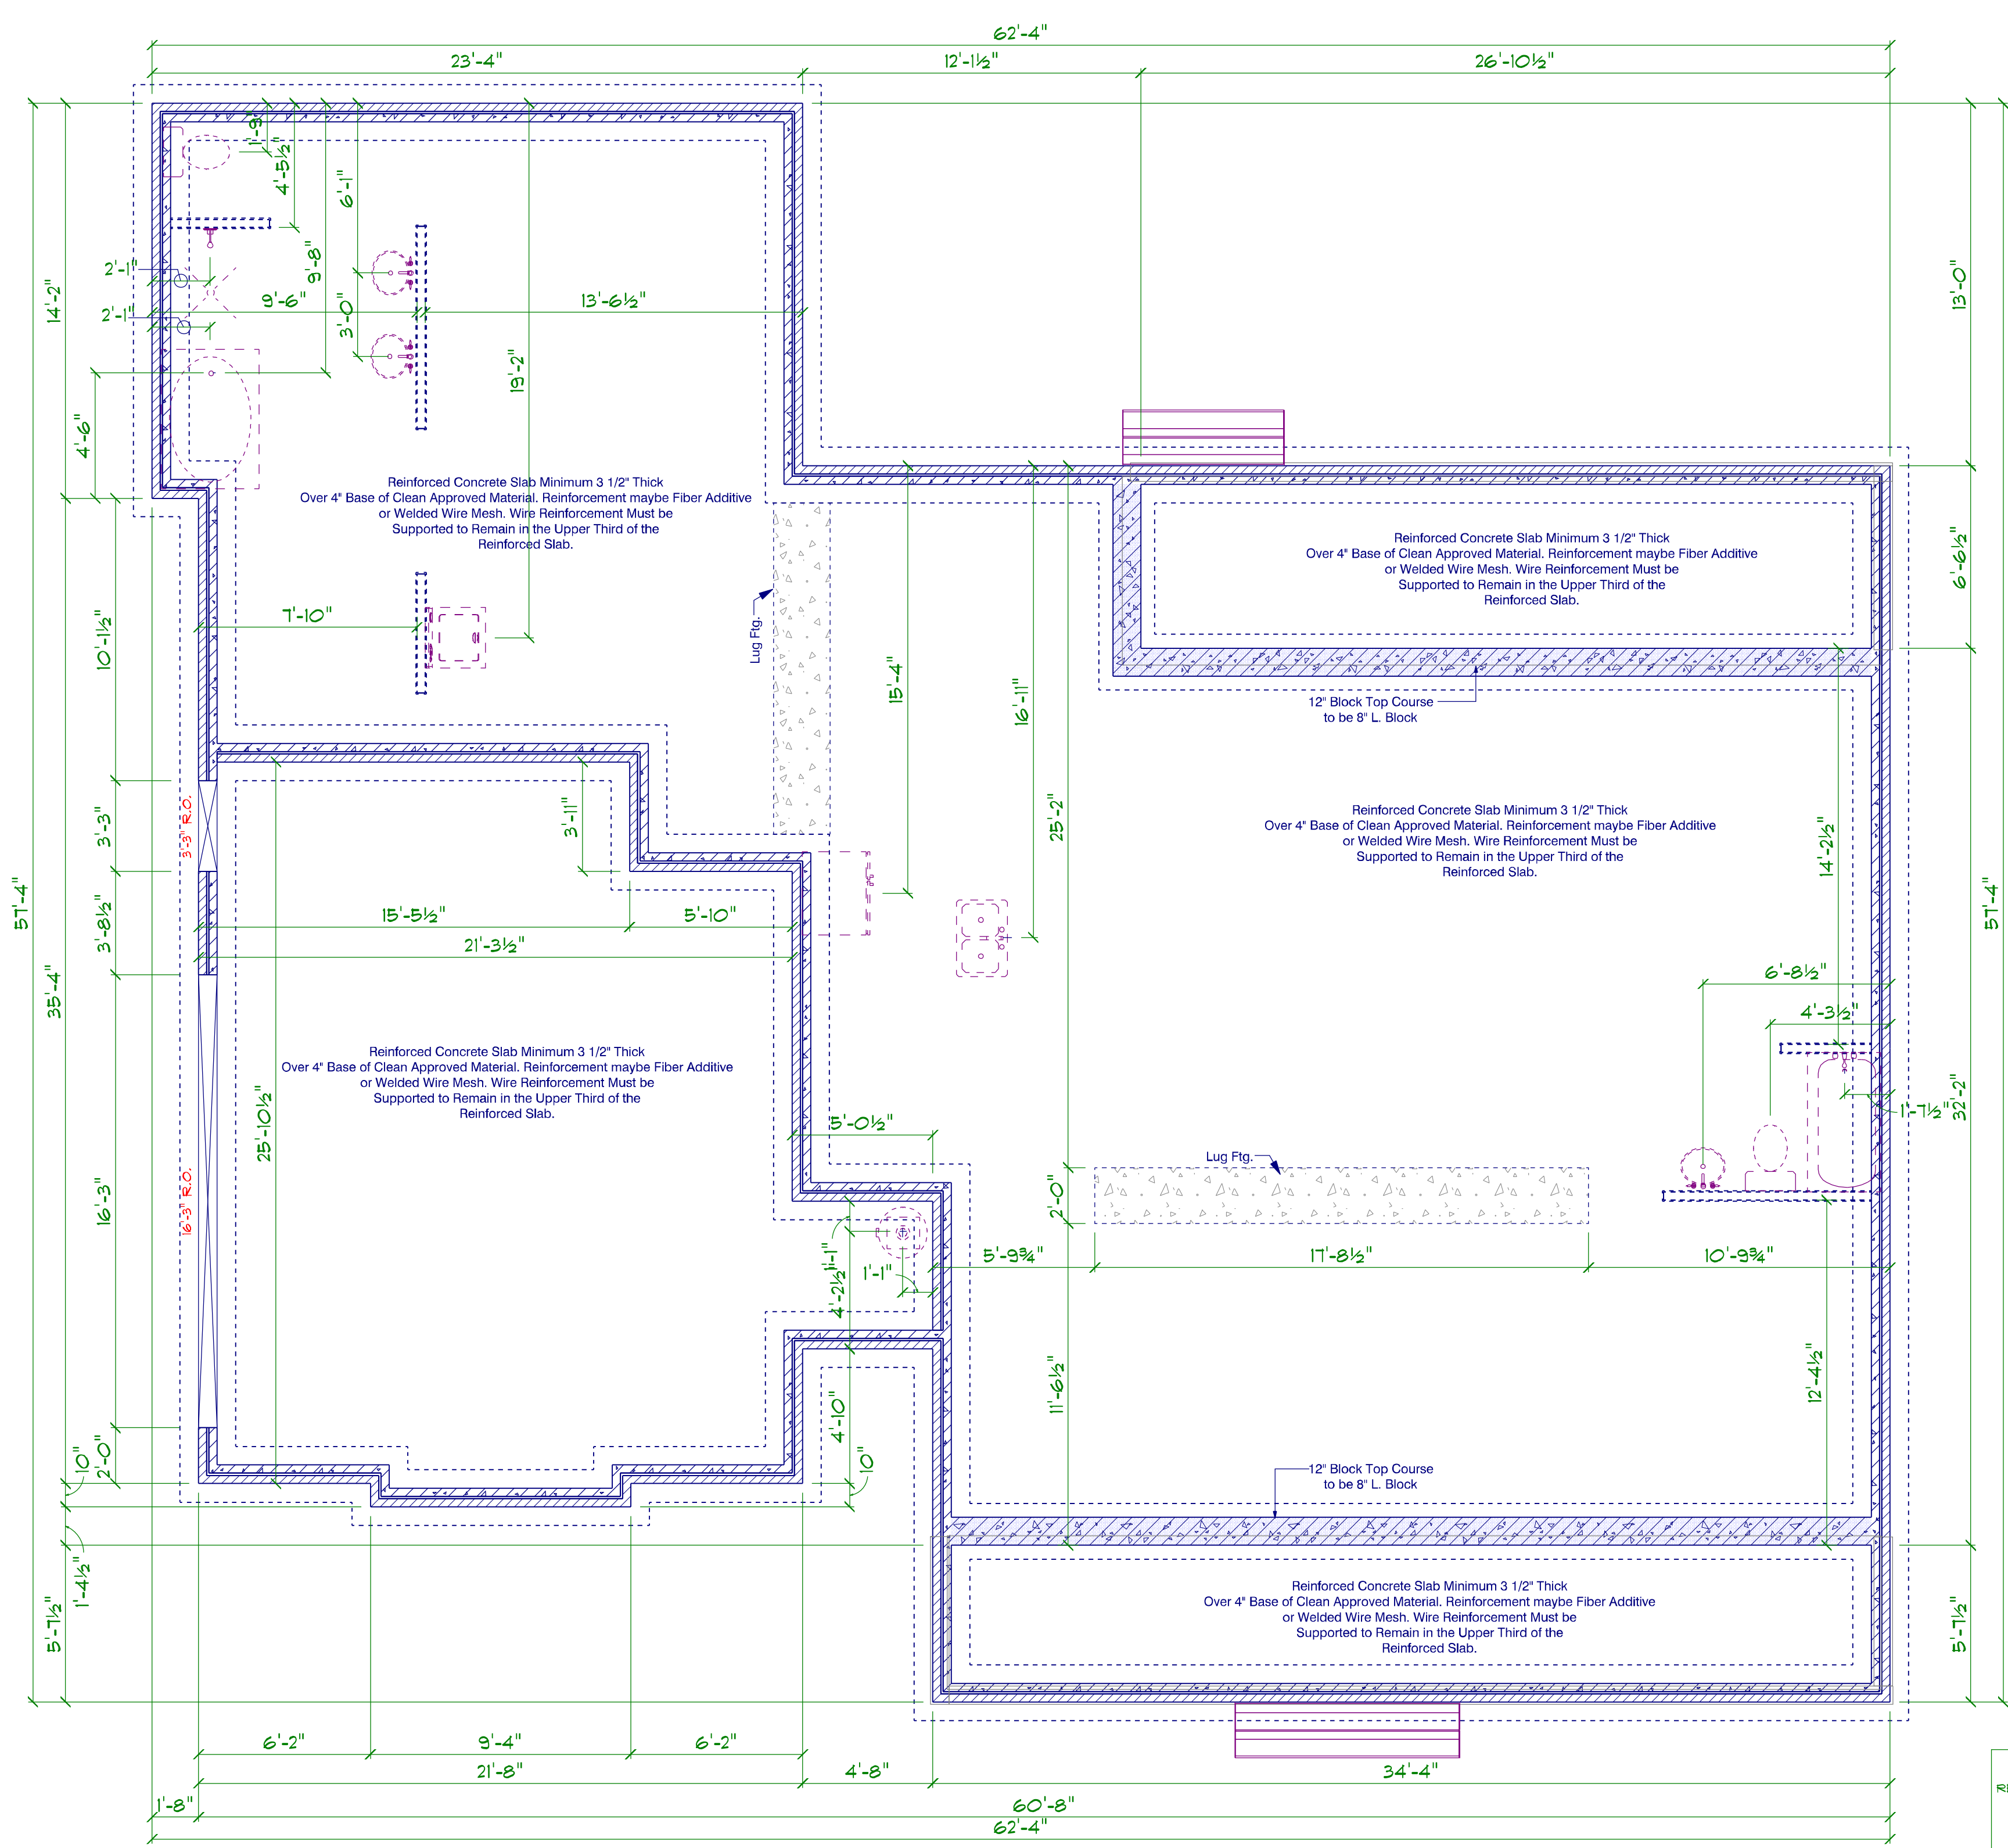 62'-4"
23'-4"
12'-1½"
26'-10½"
1'-9"
4'-5½"
6'-1"
9'-8"
2'-1"
9'-6"
13'-6½"
2'-1"
3'-0"
14'-2"
13'-0"
19'-2"
4'-6"
Reinforced Concrete Slab Minimum 3 1/2" Thick
Over 4" Base of Clean Approved Material. Reinforcement maybe Fiber Additive
or Welded Wire Mesh. Wire Reinforcement Must be
Supported to Remain in the Upper Third of the
Reinforced Slab.
Reinforced Concrete Slab Minimum 3 1/2" Thick
Over 4" Base of Clean Approved Material. Reinforcement maybe Fiber Additive
or Welded Wire Mesh. Wire Reinforcement Must be
Supported to Remain in the Upper Third of the
Reinforced Slab.
6'-6½"
7'-10"
10'-1½"
Lug Ftg.
15'-4"
16'-11"
12" Block Top Course
to be 8" L. Block
3'-3"
3'-3" R.O.
3'-11"
25'-2"
Reinforced Concrete Slab Minimum 3 1/2" Thick
Over 4" Base of Clean Approved Material. Reinforcement maybe Fiber Additive
or Welded Wire Mesh. Wire Reinforcement Must be
Supported to Remain in the Upper Third of the
Reinforced Slab.
14'-2½"
57'-4"
57'-4"
3'-8½"
15'-5½"
5'-10"
21'-3½"
35'-4"
6'-8½"
4'-3½"
Reinforced Concrete Slab Minimum 3 1/2" Thick
Over 4" Base of Clean Approved Material. Reinforcement maybe Fiber Additive
or Welded Wire Mesh. Wire Reinforcement Must be
Supported to Remain in the Upper Third of the
Reinforced Slab.
25'-10½"
5'-0½"
1'-7½"
32'-2"
Lug Ftg.
16'-3"
16'-3" R.O.
2'-0"
1'-1"
1'-1"
4'-2½"
5'-9¾"
17'-8½"
10'-9¾"
11'-6½"
12'-4½"
4'-10"
10"
2'-0"
10"
12" Block Top Course
to be 8" L. Block
1'-4½"
5'-7½"
Reinforced Concrete Slab Minimum 3 1/2" Thick
Over 4" Base of Clean Approved Material. Reinforcement maybe Fiber Additive
or Welded Wire Mesh. Wire Reinforcement Must be
Supported to Remain in the Upper Third of the
Reinforced Slab.
5'-7½"
6'-2"
9'-4"
6'-2"
21'-8"
4'-8"
34'-4"
1'-8"
60'-8"
62'-4"